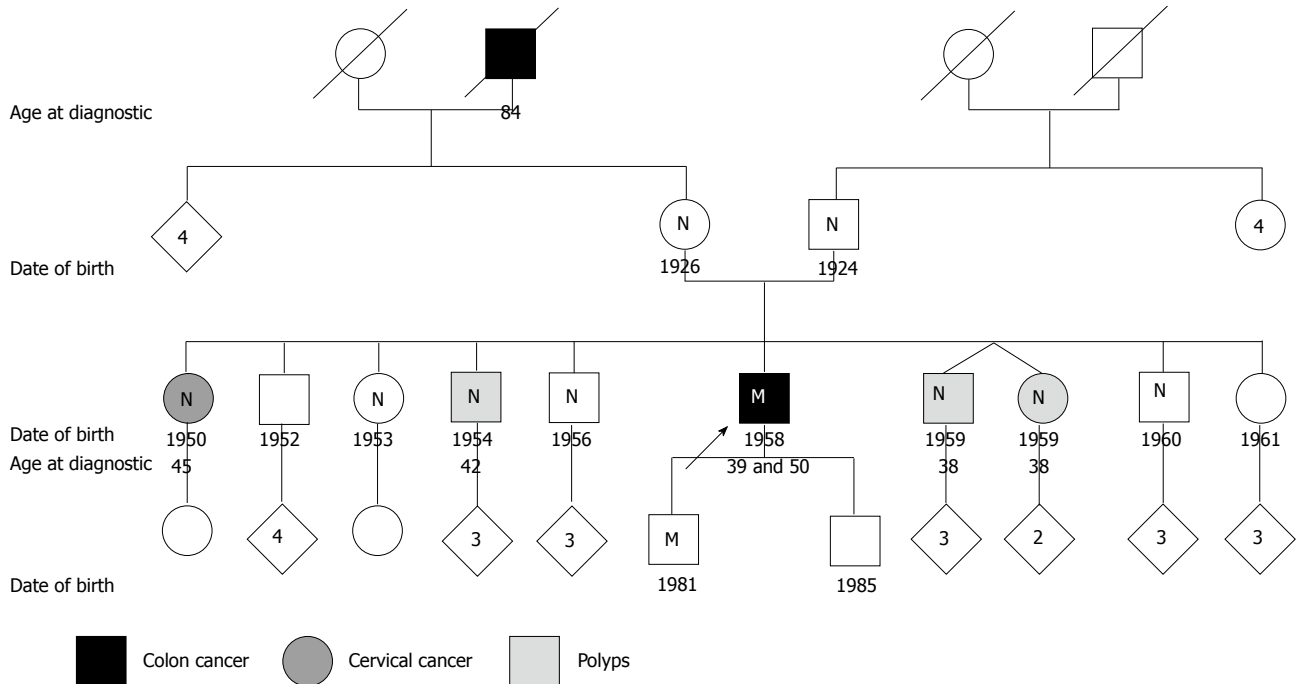 Age at diagnostic 84
4 N N 4
Date of birth 1926 1924
N N N N M N N N
Date of birth 1950 1952 1953 1954 1956 1958 1959 1959 1960 1961
Age at diagnostic 45 42 39 and 50 38 38
4 3 3 M 3 2 3 3
Date of birth 1981 1985
Colon cancer Cervical cancer Polyps